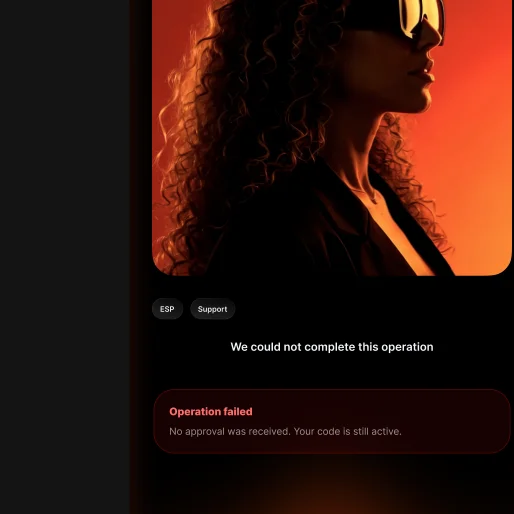 ESP
Support
We could not complete this operation
Operation failed
No approval was received. Your code is still active.